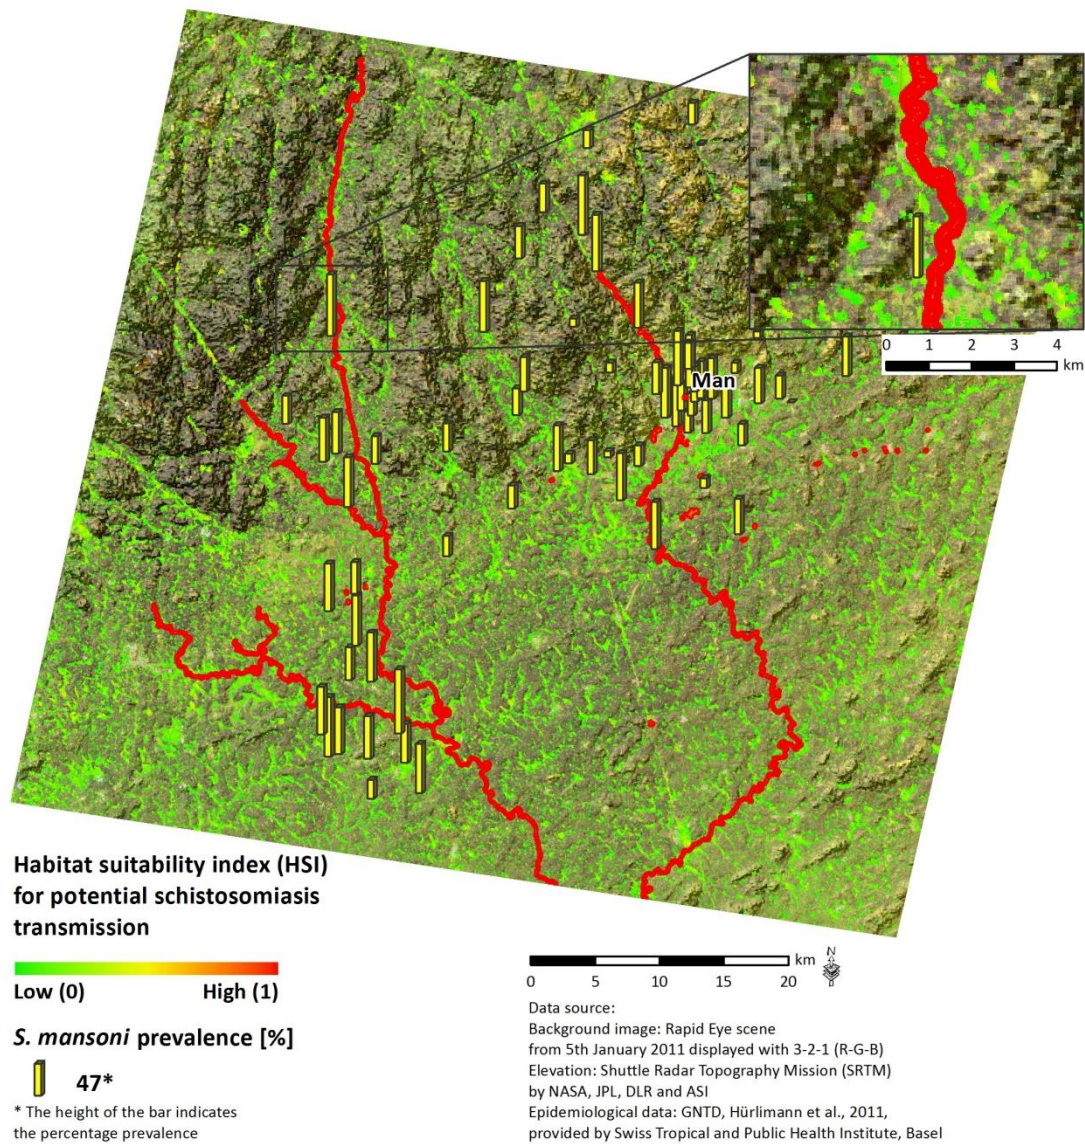 0 1 2 3 4
km
Man
Habitat suitability index (HSI)
for potential schistosomiasis
transmission
Low (0) High (1)
S. mansoni prevalence [%]
47*
* The height of the bar indicates
the percentage prevalence
km
N
0 5 10 15 20
Data source:
Background image: Rapid Eye scene
from 5th January 2011 displayed with 3-2-1 (R-G-B)
Elevation: Shuttle Radar Topography Mission (SRTM)
by NASA, JPL, DLR and ASI
Epidemiological data: GNTD, Hürlimann et al., 2011,
provided by Swiss Tropical and Public Health Institute, Basel